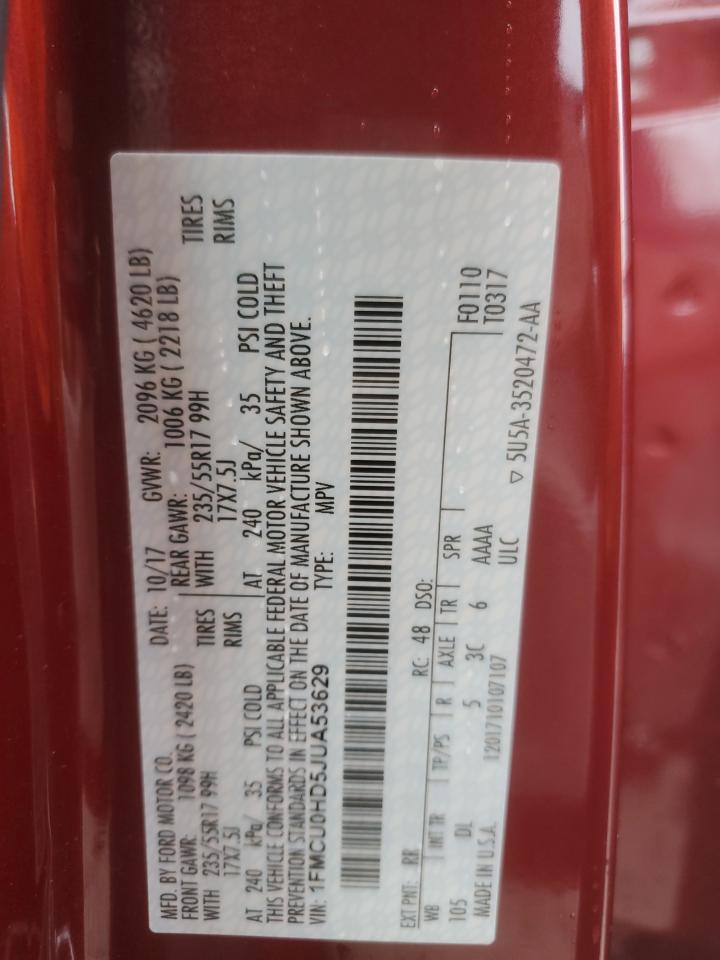 MFD. BY FORD MOTOR CO. DATE: 10/17 GVWR: 2096 KG ( 4620 LB)
FRONT GAWR: 1098 KG ( 2420 LB) REAR GAWR: 1006 KG ( 2218 LB)
WITH 235/55R17 99H TIRES WITH 235/55R17 99H TIRES
17X7.5J RIMS 17X7.5J RIMS
AT 240 kPa/ 35 PSI COLD AT 240 kPa/ 35 PSI COLD
THIS VEHICLE CONFORMS TO ALL APPLICABLE FEDERAL MOTOR VEHICLE SAFETY AND THEFT
PREVENTION STANDARDS IN EFFECT ON THE DATE OF MANUFACTURE SHOWN ABOVE.
VIN: 1FMCU0HD5JUA53629 TYPE: MPV
EXT PNT: RR RC: 48 DSO: F0110
WB INT TR TP/PS R AXLE TR SPR T0317
105 DL 5 3C 6 AAAA
MADE IN U.S.A. 1201710107107 ULC
▽ 5U5A-3520472-AA